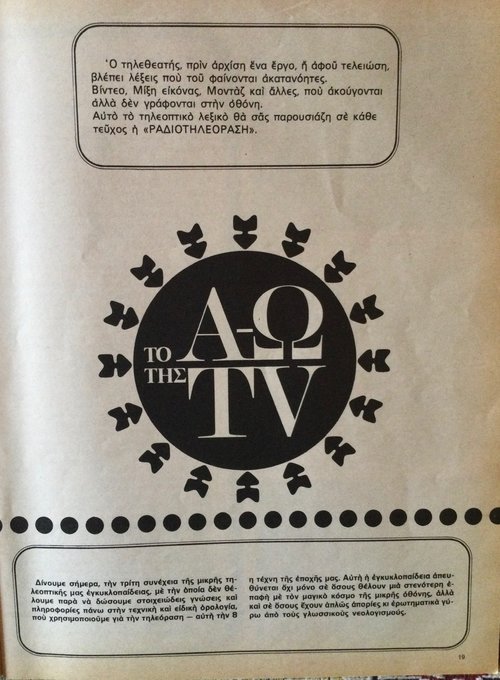 Ὁ τηλεθεατής, πρὶν ἀρχίση ἕνα ἔργο, ἤ ἀφοῦ τελειώση,
βλέπει λέξεις ποὺ τοῦ φαίνονται ἀκατανόητες.
Βίντεο, Μίξη εἰκόνας, Μοντὰζ καὶ ἄλλες, ποὺ ἀκούγονται
ἀλλὰ δὲν γράφονται στὴν ὀθόνη.
Αὐτὸ τὸ τηλεοπτικὸ λεξικὸ θὰ σᾶς παρουσιάζη σὲ κάθε
τεῦχος ἡ «ΡΑΔΙΟΤΗΛΕΟΡΑΣΗ».
ΤΟ Α-Ω
ΤΗΣ TV
Δίνουμε σήμερα, τὴν τρίτη συνέχεια τῆς μικρῆς τη-
λεοπτικῆς μας ἐγκυκλοπαίδειας, μὲ τὴν ὁποία δὲν θέ-
λουμε παρὰ νὰ δώσουμε στοιχειώδεις γνώσεις καὶ
πληροφορίες πάνω στὴν τεχνικὴ καὶ εἰδικὴ ὁρολογία,
ποὺ χρησιμοποιοῦμε γιὰ τὴν τηλεόραση — αὐτὴ τὴν 8
η τέχνη τῆς ἐποχῆς μας. Αὐτὴ ἡ ἐγκυκλοπαίδεια ἀπευ-
θύνεται ὄχι μόνο σὲ ὅσους θέλουν μιὰ στενότερη ἐ-
παφὴ μὲ τὸν μαγικὸ κόσμο τῆς μικρῆς ὀθόνης, ἀλλὰ
καὶ σὲ ὅσους ἔχουν ἁπλῶς ἀπορίες κι ἐρωτηματικὰ γύ-
ρω ἀπὸ τοὺς γλωσσικοὺς νεολογισμούς.
19